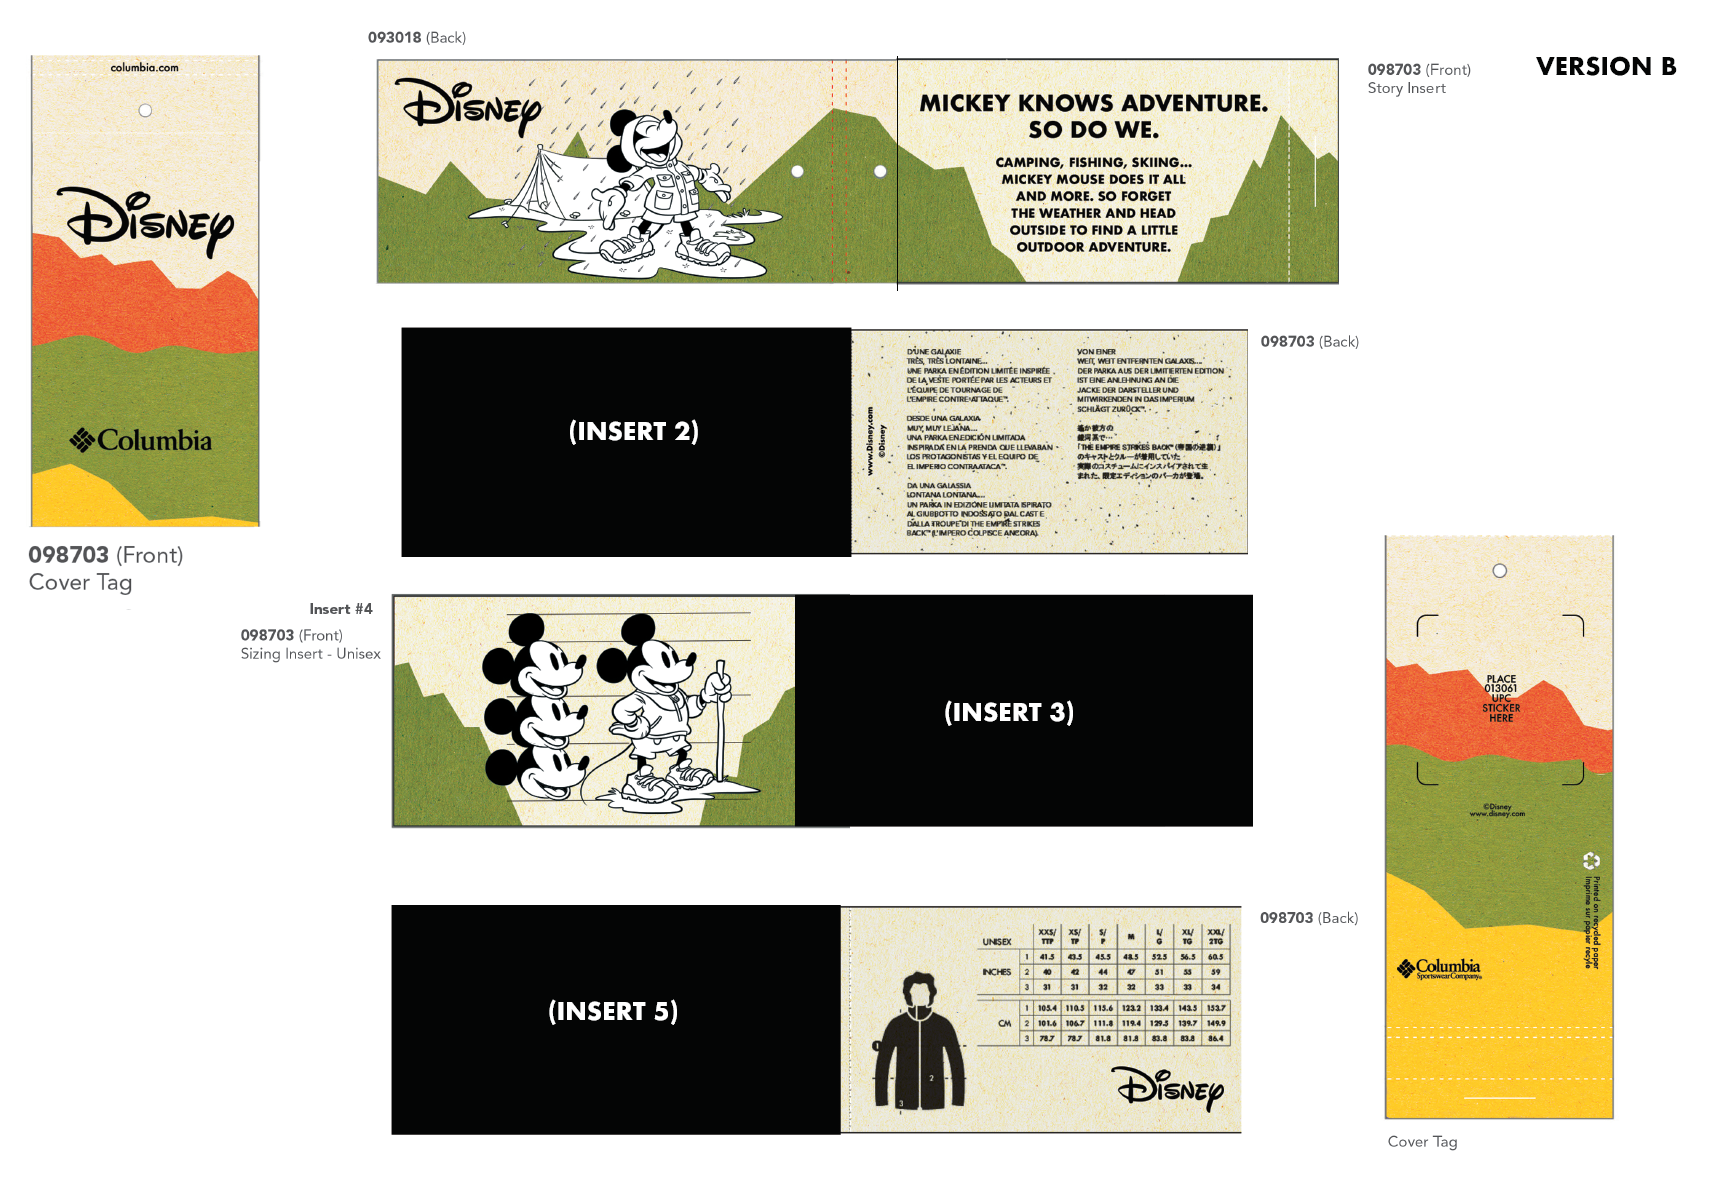 093018 (Back)
columbia.com
Disney
Columbia
098703 (Front)
Cover Tag
Disney
MICKEY KNOWS ADVENTURE.
SO DO WE.
CAMPING, FISHING, SKIING...
MICKEY MOUSE DOES IT ALL
AND MORE. SO FORGET
THE WEATHER AND HEAD
OUTSIDE TO FIND A LITTLE
OUTDOOR ADVENTURE.
098703 (Front)
Story Insert
VERSION B
(INSERT 2)
www.Disney.com
©Disney
D'UNE GALAXIE
TRÈS, TRÈS LONTAINE...
UNE PARKA EN ÉDITION LIMITÉE INSPIRÉE
DE LA VESTE PORTÉE PAR LES ACTEURS ET
L'ÉQUIPE DE TOURNAGE DE
L'EMPIRE CONTRE-ATTAQUE™.
DESDE UNA GALAXIA
MUY, MUY LEJANA...
UNA PARKA EN EDICIÓN LIMITADA
INSPIRADA EN LA PRENDA QUE LLEVABAN
LOS PROTAGONISTAS Y EL EQUIPO DE
EL IMPERIO CONTRAATACA™.
DA UNA GALASSIA
LONTANA LONTANA....
UN PARKA IN EDIZIONE LIMITATA ISPIRATO
AL GIUBBOTTO INDOSSATO DAL CAST E
DALLA TROUPE DI THE EMPIRE STRIKES
BACK™ (L'IMPERO COLPISCE ANCORA).
VON EINER
WEIT, WEIT ENTFERNTEN GALAXIS....
DER PARKA AUS DER LIMITIERTEN EDITION
IST EINE ANLEHNUNG AN DIE
JACKE DER DARSTELLER UND
MITWIRKENDEN IN DAS IMPERIUM
SCHLÄGT ZURÜCK™.
遥か彼方の
銀河系で…
「THE EMPIRE STRIKES BACK™ (帝国の逆襲)」
のキャストとクルーが着用していた
実際のコスチュームにインスパイアされて生
まれた、限定エディションのパーカが登場。
098703 (Back)
Insert #4
098703 (Front)
Sizing Insert - Unisex
(INSERT 3)
(INSERT 5)
UNISEX XXS/ XS/ S/ M L/ XL/ XXL/
TTP TP P G TG 2TG
1 41.5 43.5 45.5 48.5 52.5 56.5 60.5
INCHES 2 40 42 44 47 51 55 59
3 31 31 32 32 33 33 34
1 105.4 110.5 115.6 123.2 133.4 143.5 153.7
CM 2 101.6 106.7 111.8 119.4 129.5 139.7 149.9
3 78.7 78.7 81.8 81.8 83.8 83.8 86.4
1
2
3
Disney
098703 (Back)
PLACE
013061
UPC
STICKER
HERE
©Disney
www.disney.com
Printed on recycled paper
Imprime sur papier recycle
Columbia
Sportswear Company®
Cover Tag